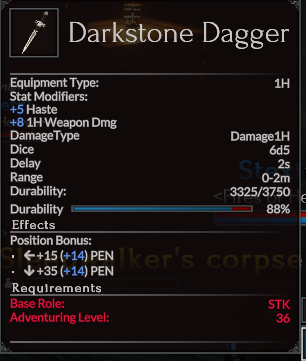 Darkstone Dagger
Equipment Type: 1H
Stat Modifiers:
+5 Haste
+8 1H Weapon Dmg
DamageType Damage1H
Dice 6d5
Delay 2s
Range 0-2m
Durability: 3325/3750
Durability 88%
Effects
Position Bonus:
· ←+15 (+14) PEN
· ↓+35 (+14) PEN
Requirements
Base Role: STK
Adventuring Level: 36